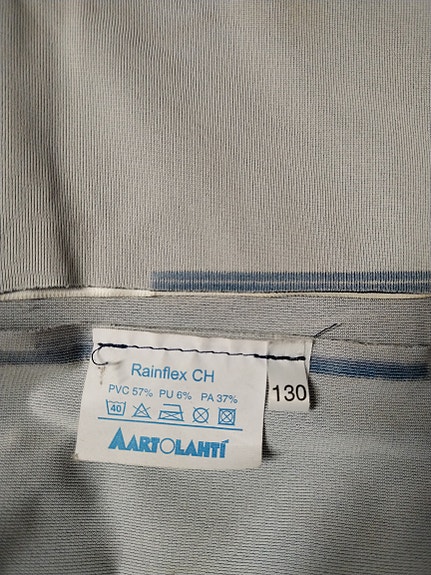 Rainflex CH
PVC 57% PU 6% PA 37%
40
AARTOLAHTI
130